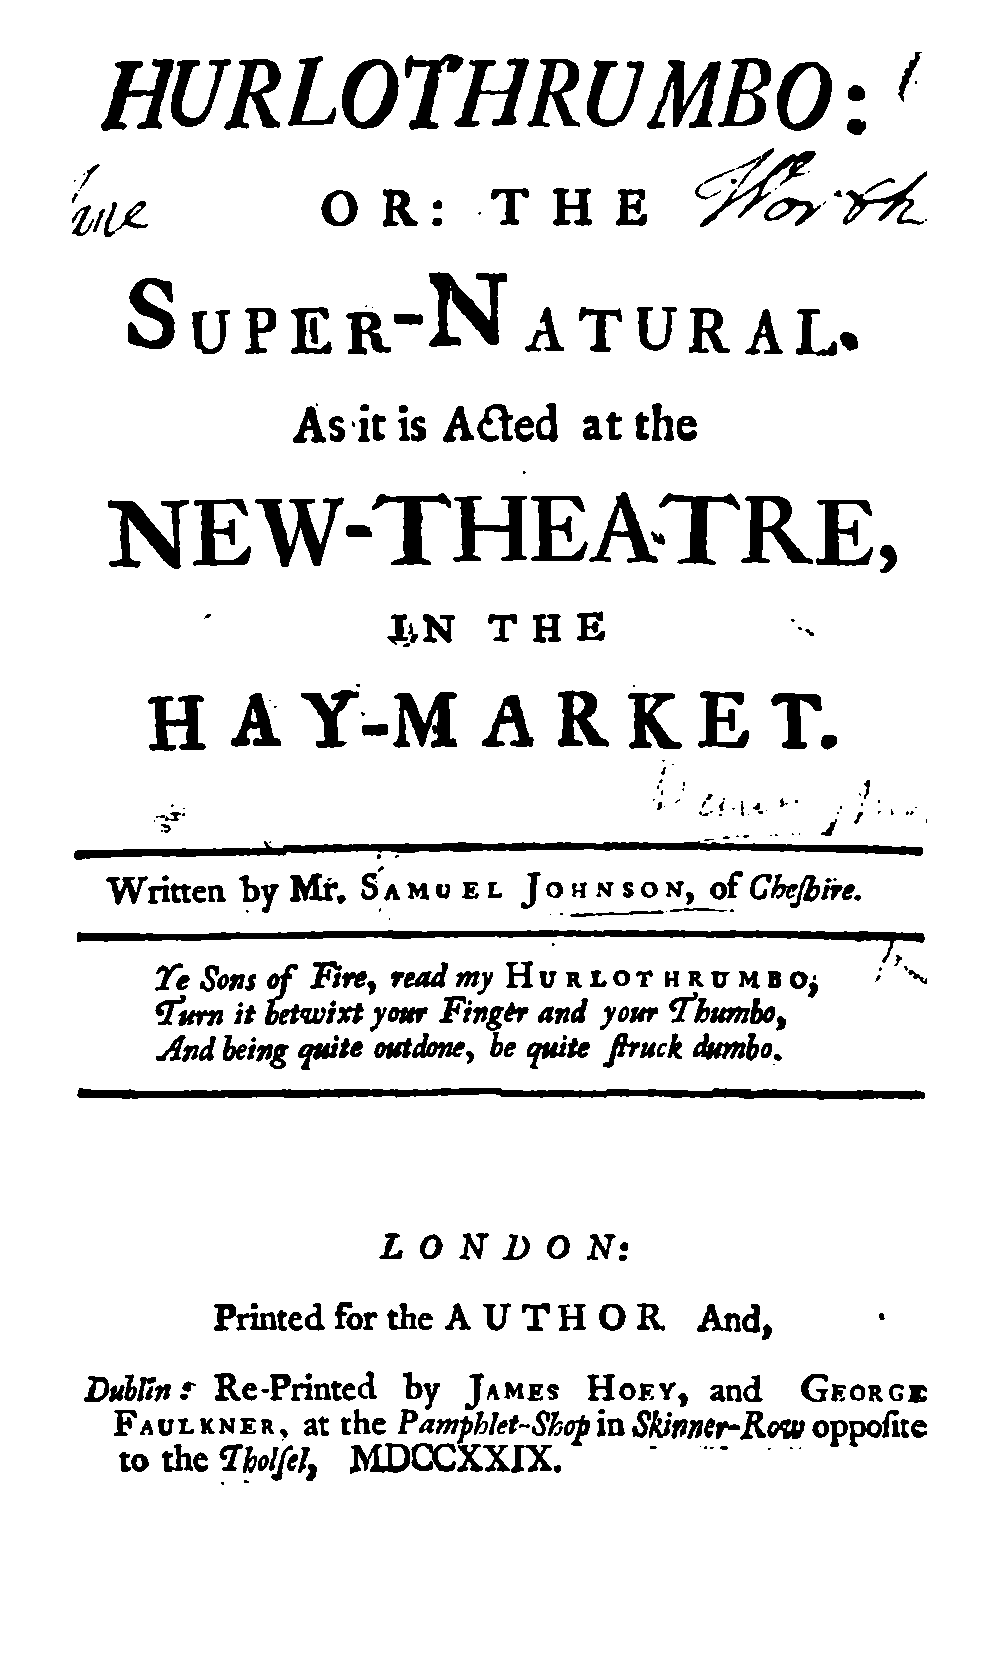 HURLOTHRUMBO:
OR: THE
SUPER-NATURAL.
As it is Acted at the
NEW-THEATRE,
IN THE
HAY-MARKET.
Written by Mr. SAMUEL JOHNSON, of Cheſhire.
Ye Sons of Fire, read my HURLOTHRUMBO;
Turn it betwixt your Finger and your Thumbo,
And being quite outdone, be quite ſtruck dumbo.
LONDON:
Printed for the AUTHOR And,
Dublin: Re-Printed by JAMES HOEY, and GEORGE
FAULKNER, at the Pamphlet-Shop in Skinner-Row oppoſite
to the Tholſel, MDCCXXIX.